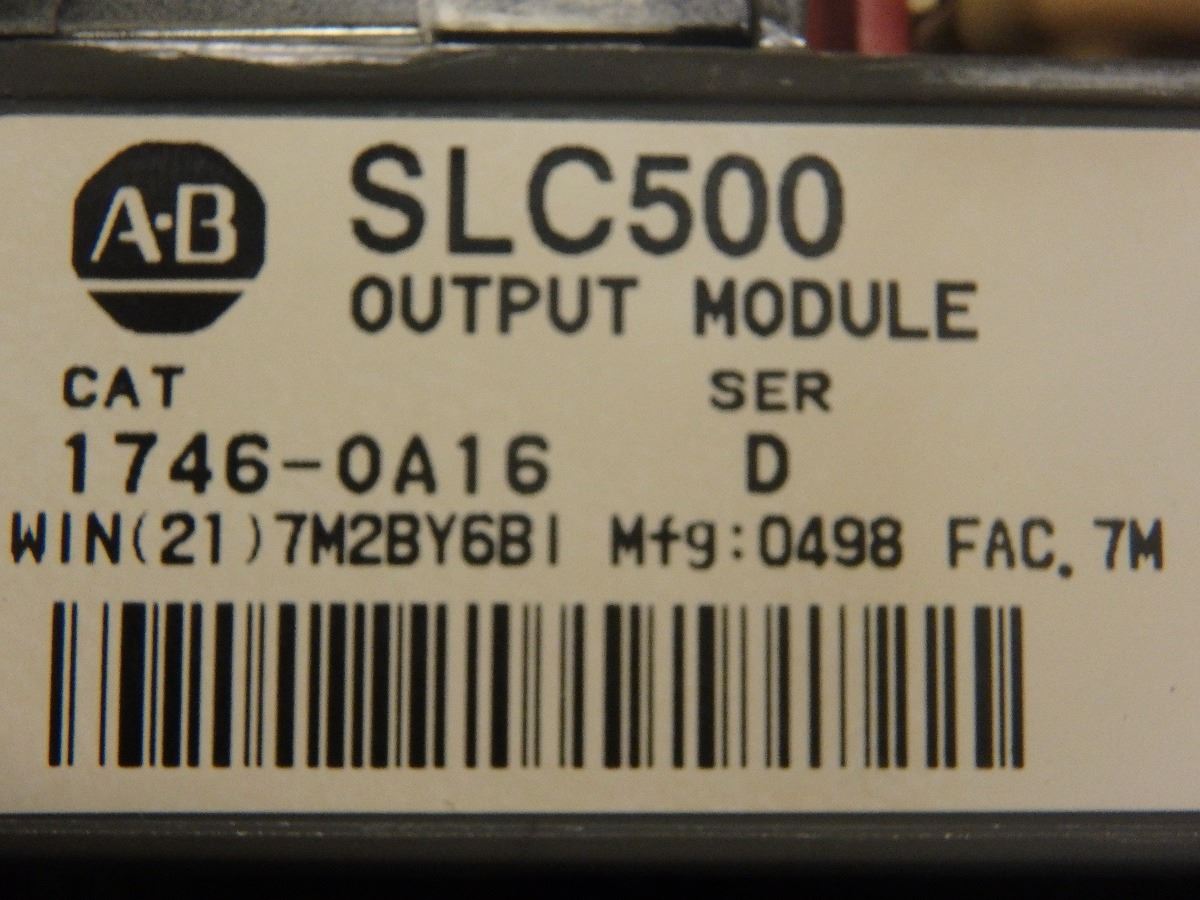 A·B
SLC500
OUTPUT MODULE
CAT SER
1746-OA16 D
WIN(21)7M2BY6BI Mfg:0498 FAC. 7M